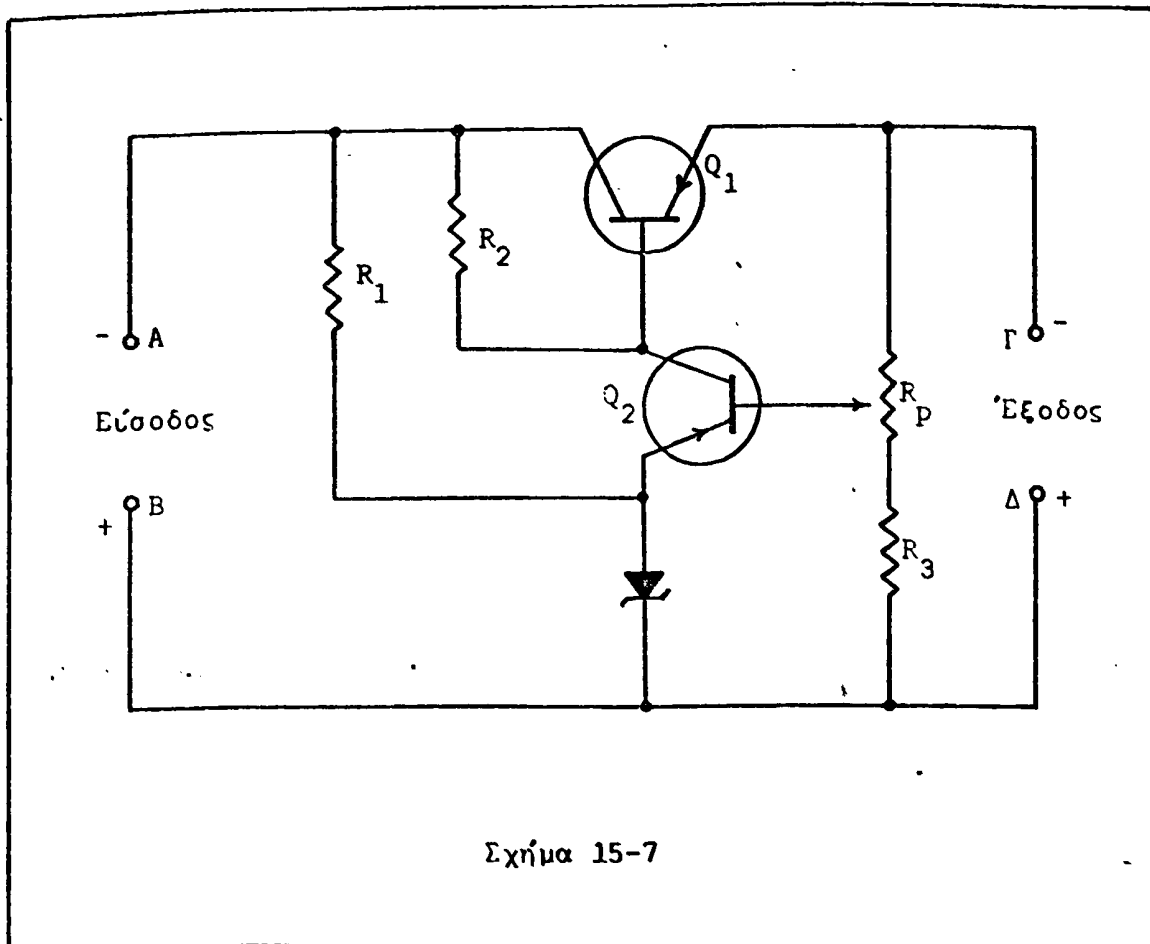 Q1
R2
R1
- A
Γ -
Q2
Rp
Είσοδος
Έξοδος
+ B
Δ +
R3
Σχήμα 15-7